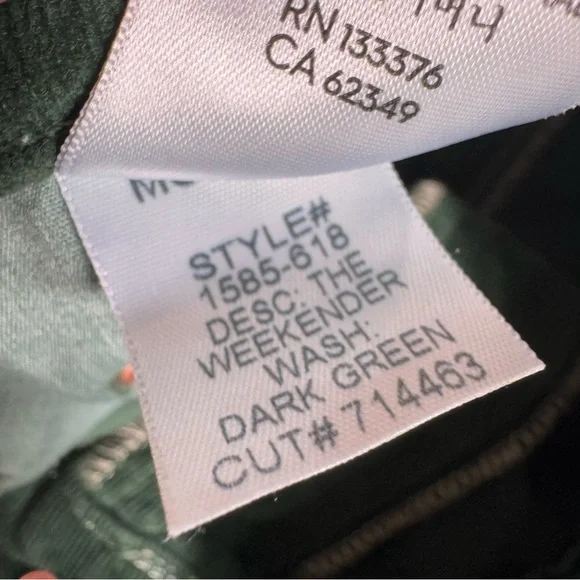 RN 133376
CA 62349
STYLE#
1585-618
DESC: THE
WEEKENDER
WASH:
DARK GREEN
CUT# 714463